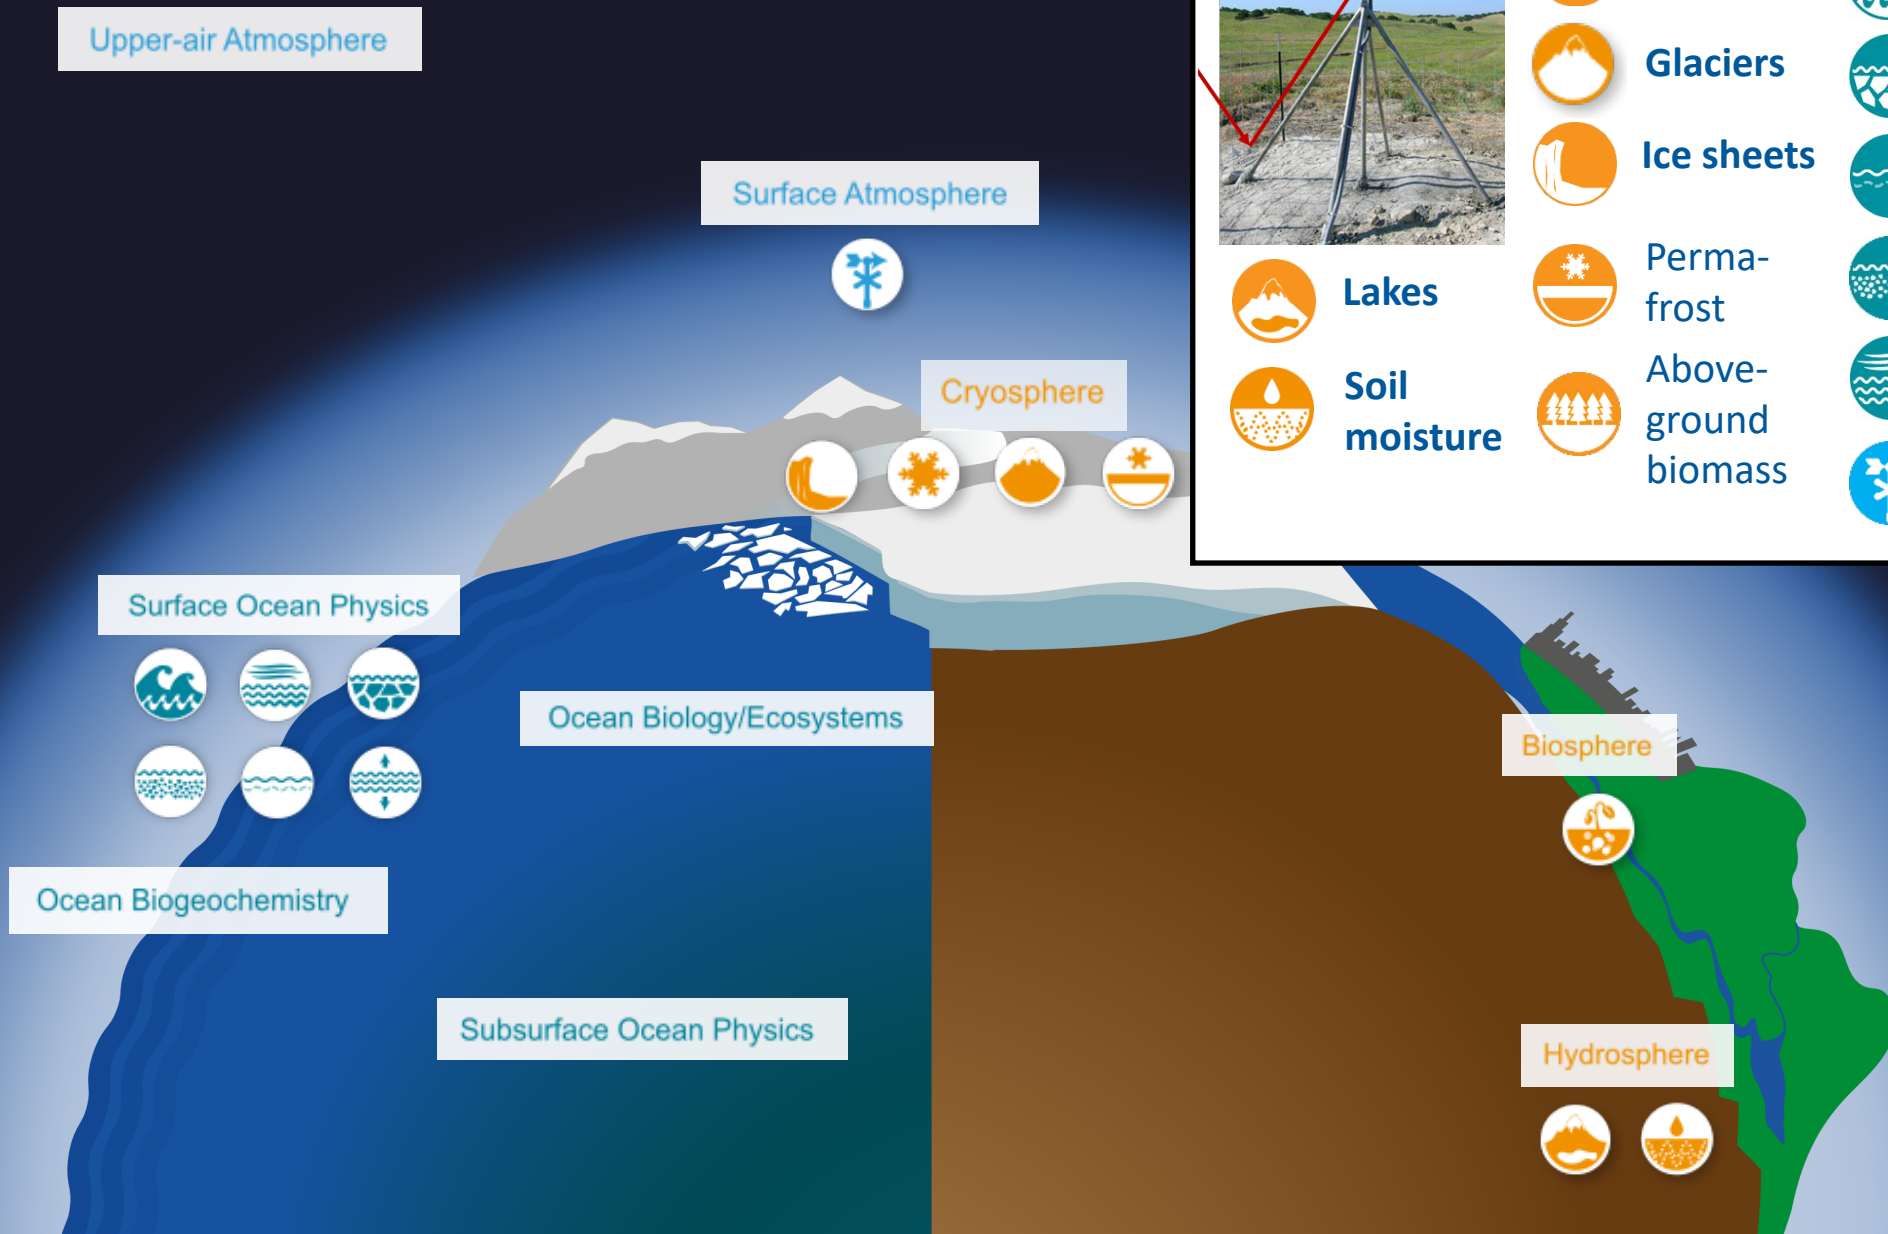 Upper-air Atmosphere
Surface Atmosphere
Cryosphere
Surface Ocean Physics
Ocean Biology/Ecosystems
Ocean Biogeochemistry
Subsurface Ocean Physics
Biosphere
Hydrosphere
Lakes
Soil
moisture
Glaciers
Ice sheets
Perma-
frost
Above-
ground
biomass